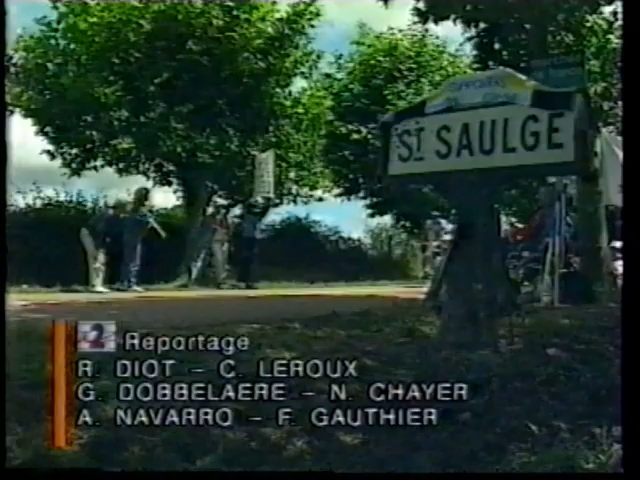 ST SAULGE
2 Reportage
R. DIOT - C. LEROUX
G. DOBBELAERE - N. CHAYER
A. NAVARRO - F. GAUTHIER